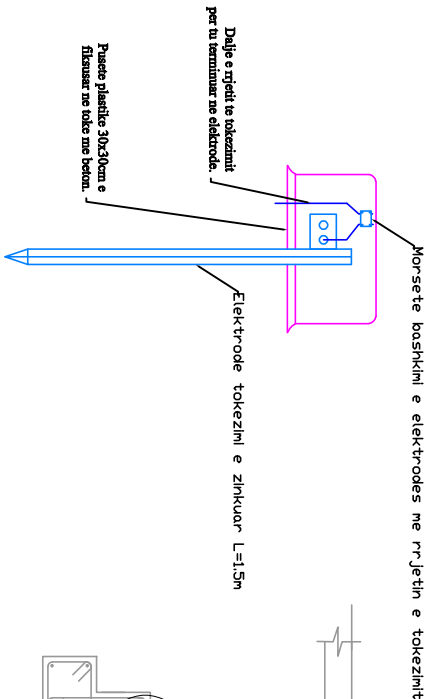 Morsete bashkimi e elektrodes me rrjetin e tokezimit
Dalje e rrjetit te tokezimit
per tu terminuar ne elektrode.
Elektrode tokezimi e zinkuar L=1.5m
Pusete plastike 30x30cm e
fiksusar ne toke me beton.